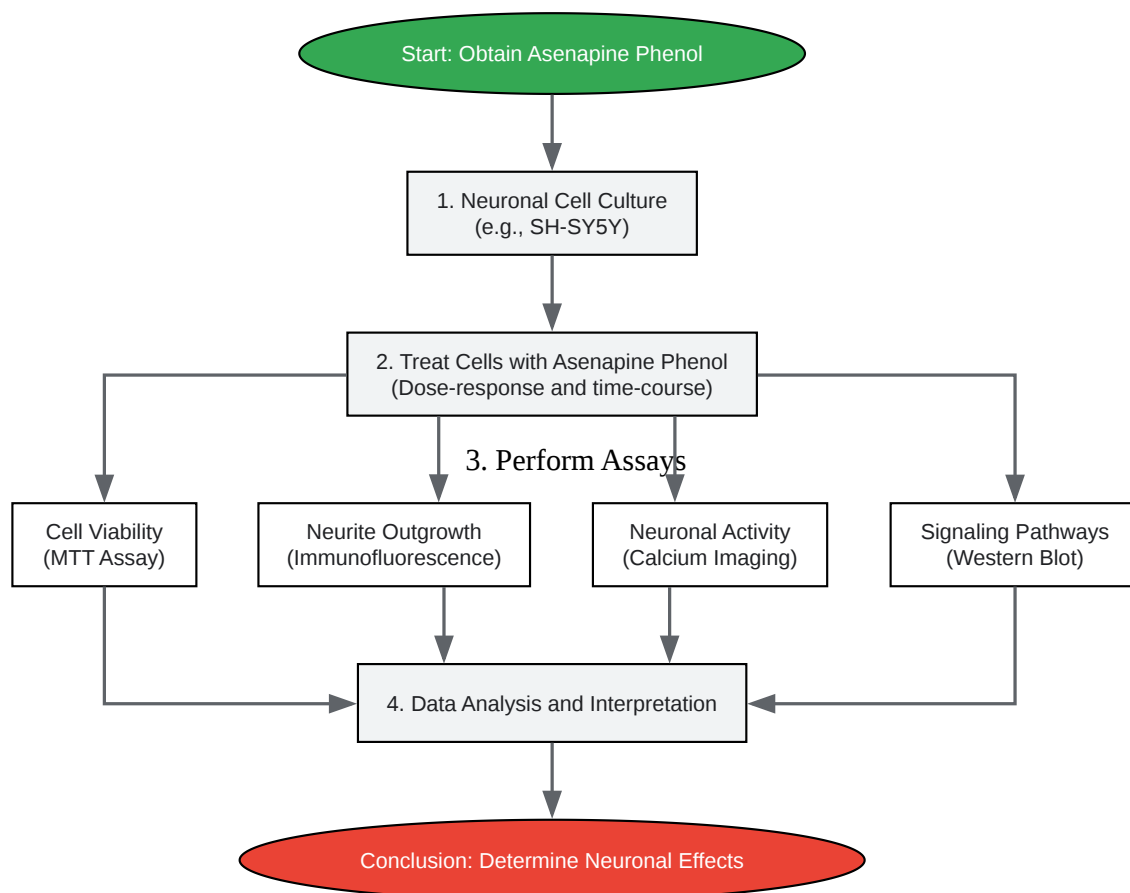 Start: Obtain Asenapine Phenol
1. Neuronal Cell Culture
(e.g., SH-SY5Y)
2. Treat Cells with Asenapine Phenol
(Dose-response and time-course)
3. Perform Assays
Cell Viability
(MTT Assay)
Neurite Outgrowth
(Immunofluorescence)
Neuronal Activity
(Calcium Imaging)
Signaling Pathways
(Western Blot)
4. Data Analysis and Interpretation
Conclusion: Determine Neuronal Effects